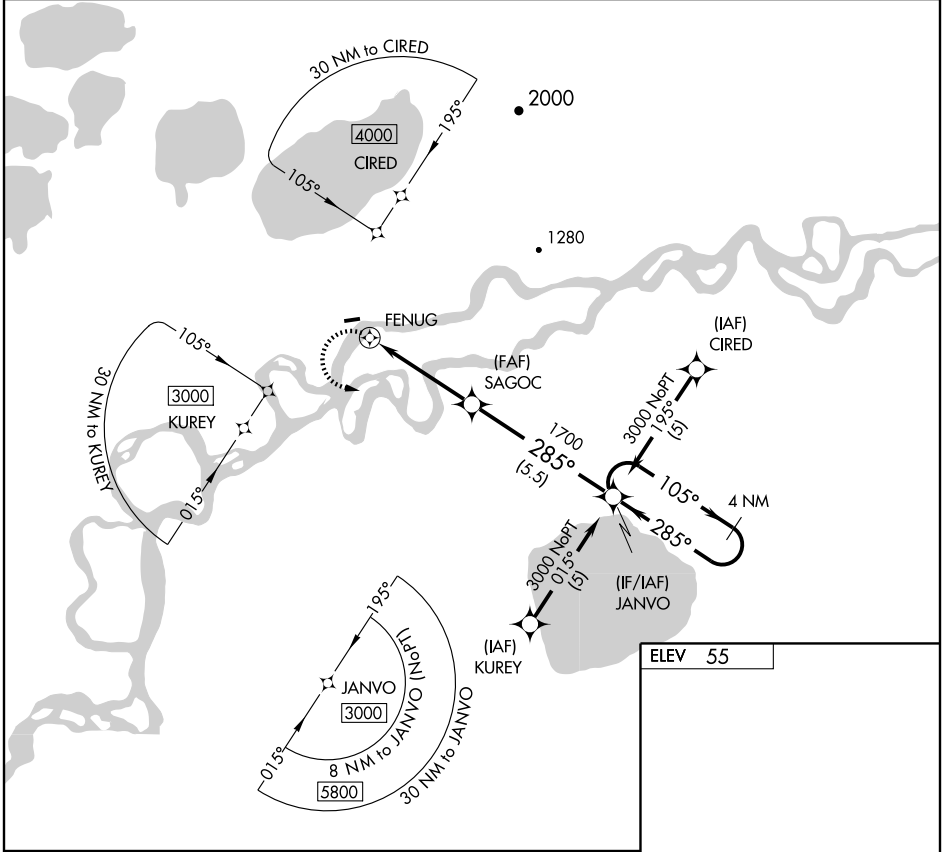 30 NM to CIRED
195°
2000
4000
CIRED
105°
1280
105°
FENUG
(IAF)
CIRED
(FAF)
SAGOC
3000
KUREY
30 NM to KUREY
015°
3000 NoPT
195°
(5)
1700
285°
(5.5)
105°
4 NM
285°
3000 NoPT
015°
(5)
(IF/IAF)
JANVO
195°
(IAF)
KUREY
JANVO
3000
015°
8 NM to JANVO (NoPT)
5800
30 NM to JANVO
ELEV 55